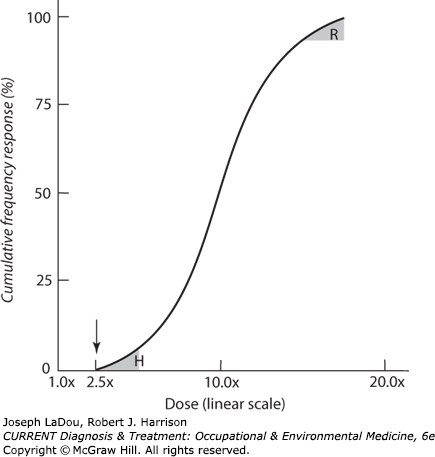 Cumulative frequency response (%)
100
75
50
25
0
R
H
1.0x 2.5x 10.0x 20.0x
Dose (linear scale)
Joseph LaDou, Robert J. Harrison
CURRENT Diagnosis & Treatment: Occupational & Environmental Medicine, 6e
Copyright © McGraw Hill. All rights reserved.